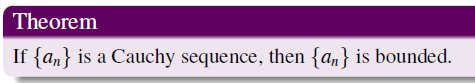 Theorem
If {aₙ} is a Cauchy sequence, then {aₙ} is bounded.